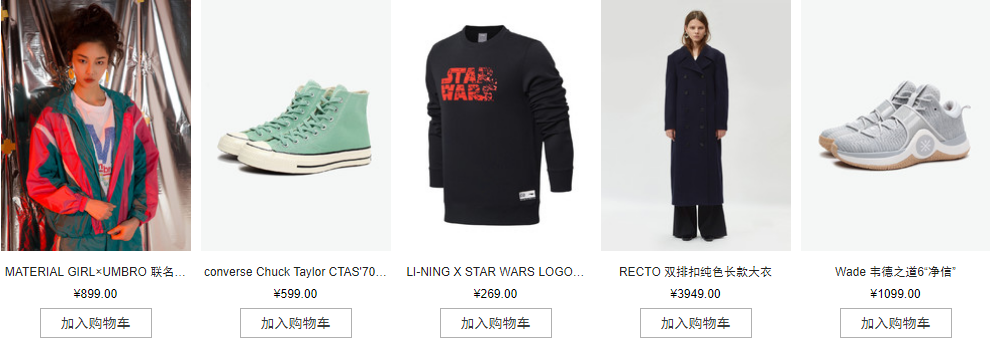 STAR
WARS
MATERIAL GIRL×UMBRO 联名...
converse Chuck Taylor CTAS'70...
LI-NING X STAR WARS LOGO...
RECTO 双排扣纯色长款大衣
Wade 韦德之道6“净信”
¥899.00
¥599.00
¥269.00
¥3949.00
¥1099.00
加入购物车
加入购物车
加入购物车
加入购物车
加入购物车